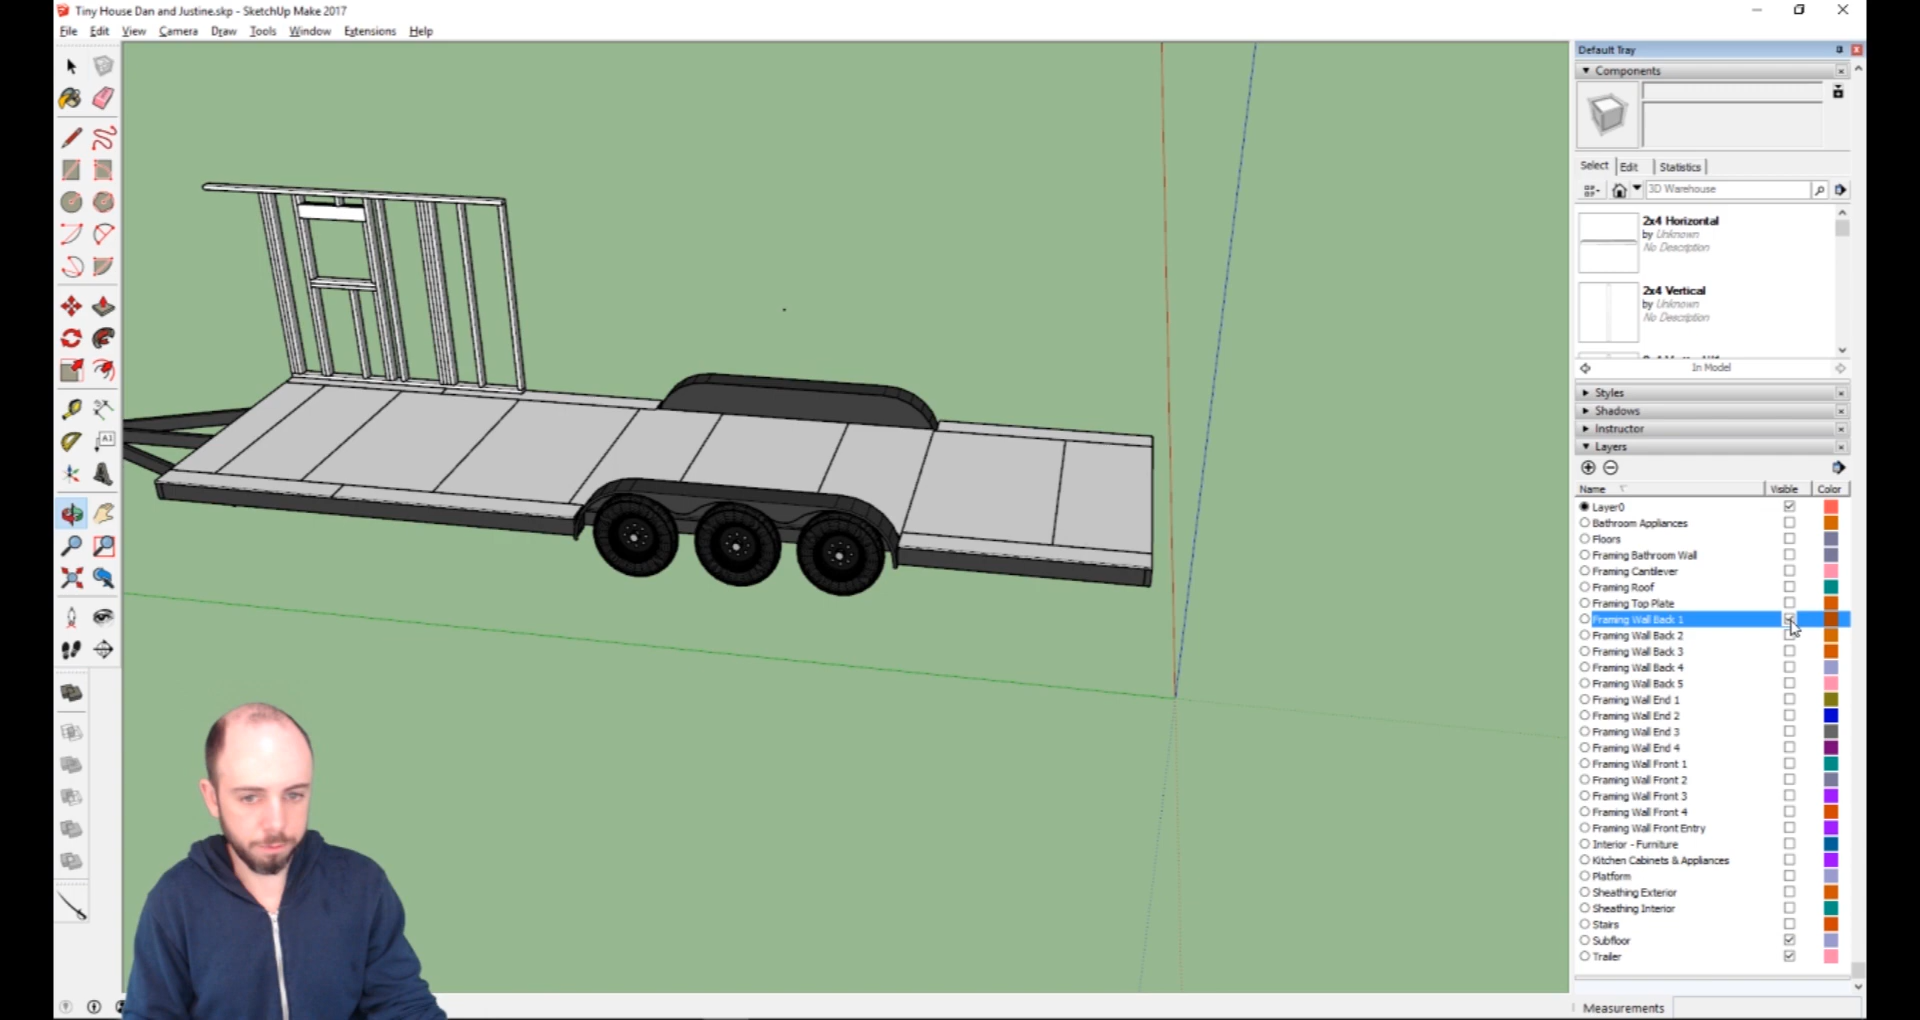 Tiny House Dan and Justine.skp - SketchUp Make 2017
File Edit View Camera Draw Tools Window Extensions Help
Default Tray
Components
Select Edit Statistics
3D Warehouse
2x4 Horizontal
by Unknown
No Description
2x4 Vertical
by Unknown
No Description
In Model
Styles
Shadows
Instructor
Layers
Name Visible Color
Layer0
Bathroom Appliances
Floors
Framing Bathroom Wall
Framing Cantilever
Framing Roof
Framing Top Plate
Framing Wall Back 1
Framing Wall Back 2
Framing Wall Back 3
Framing Wall Back 4
Framing Wall Back 5
Framing Wall End 1
Framing Wall End 2
Framing Wall End 3
Framing Wall End 4
Framing Wall Front 1
Framing Wall Front 2
Framing Wall Front 3
Framing Wall Front 4
Framing Wall Front Entry
Interior - Furniture
Kitchen Cabinets & Appliances
Platform
Sheathing Exterior
Sheathing Interior
Stairs
Subfloor
Trailer
Measurements